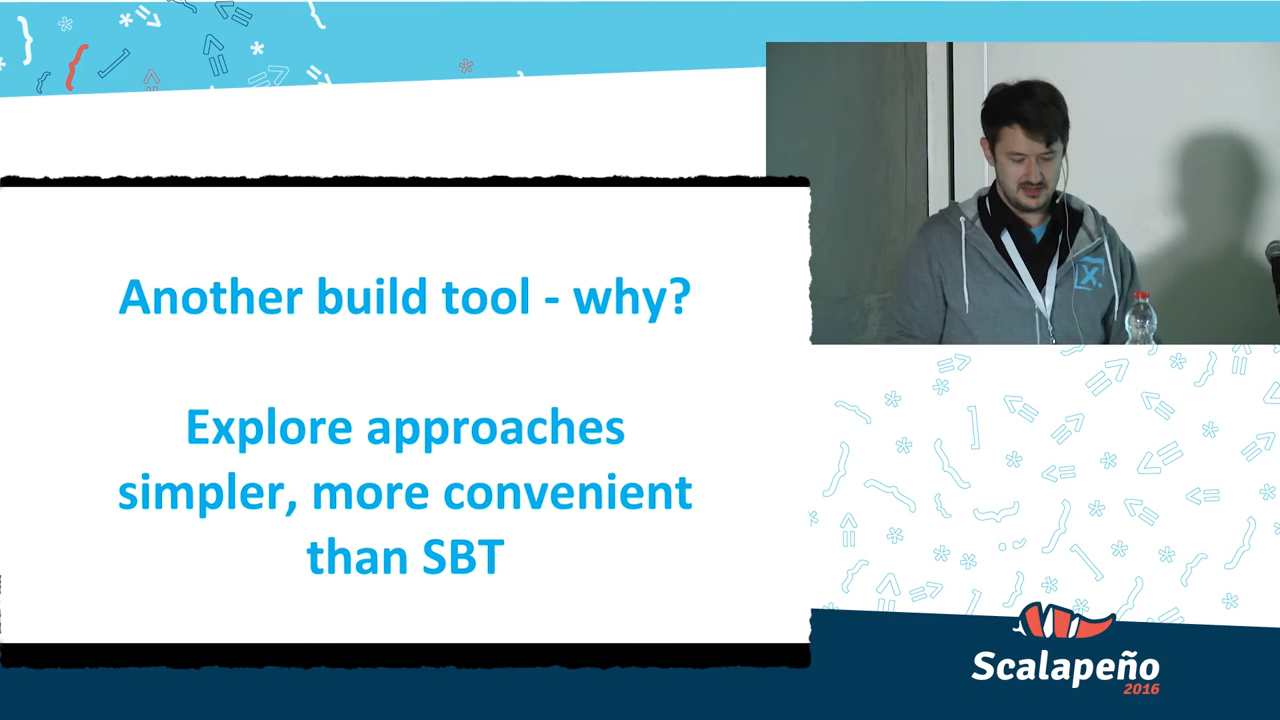 Another build tool - why?
Explore approaches
simpler, more convenient
than SBT
Scalapeño
2016